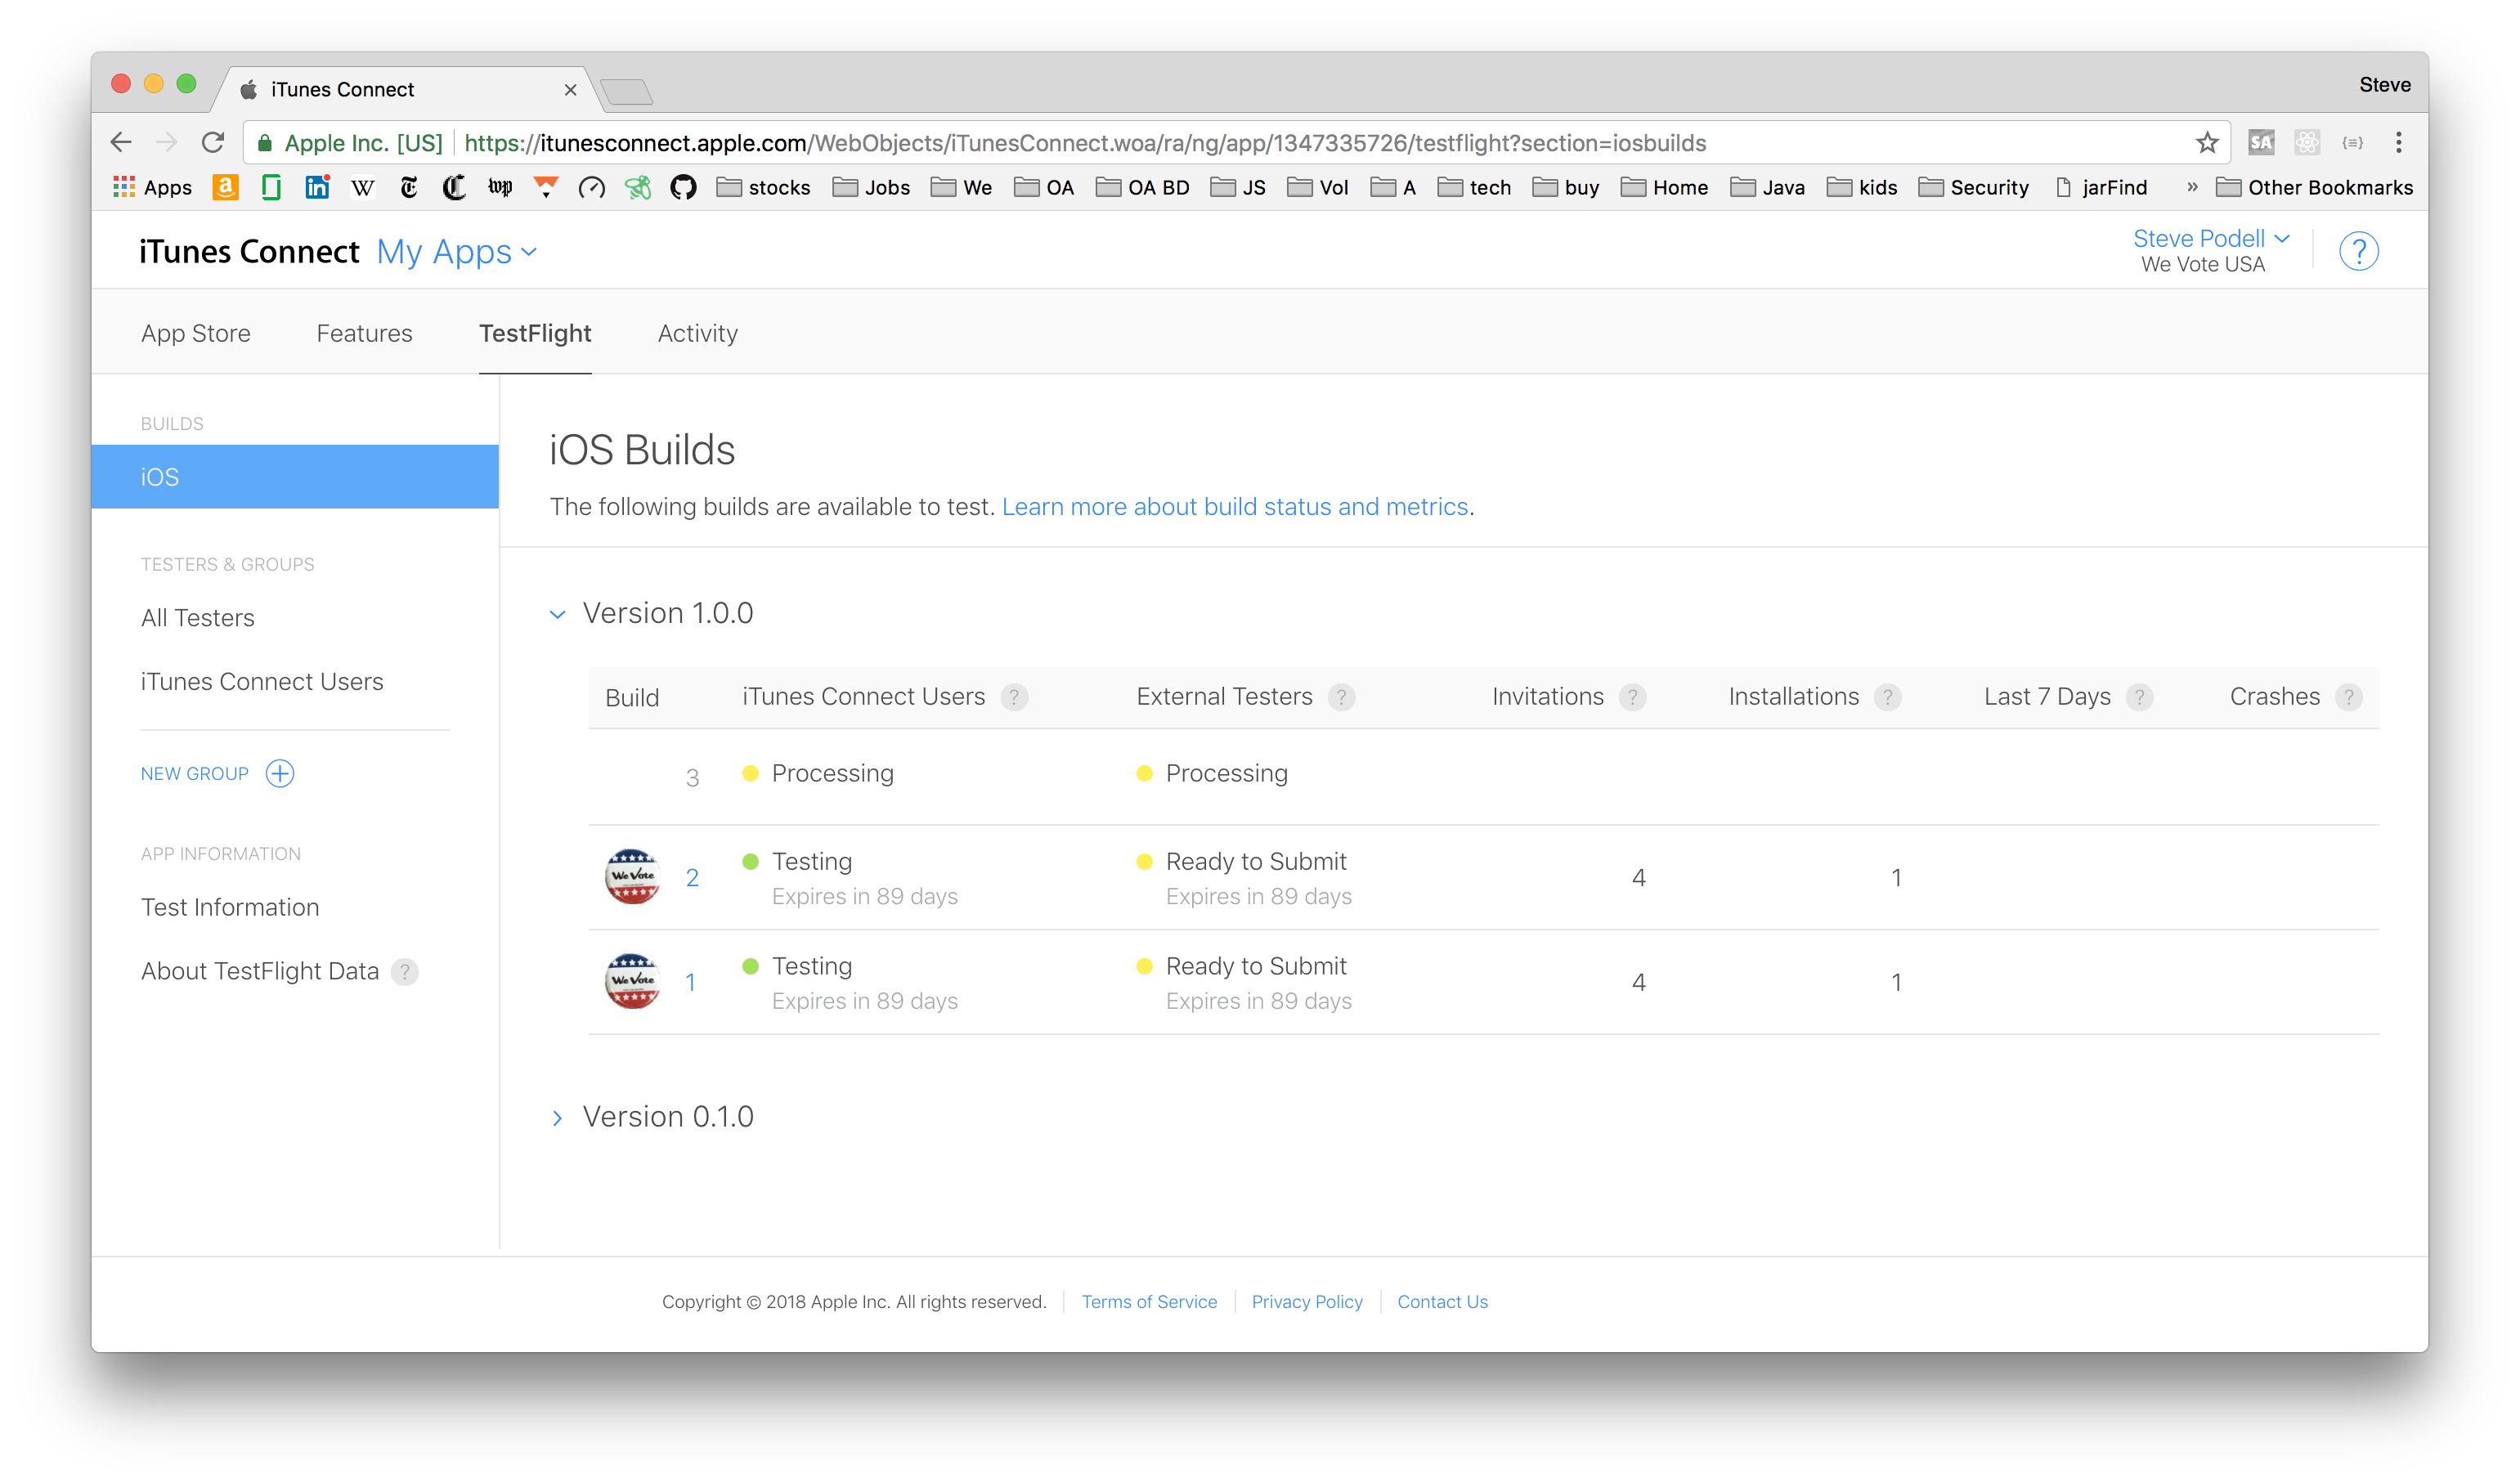 iTunes Connect
Steve
Apple Inc. [US] https://itunesconnect.apple.com/WebObjects/iTunesConnect.woa/ra/ng/app/1347335726/testflight?section=iosbuilds
SA
Apps a in W T C wp stocks Jobs We OA OA BD JS Vol A tech buy Home Java kids Security jarFind » Other Bookmarks
iTunes Connect My Apps
Steve Podell
We Vote USA
?
App Store Features TestFlight Activity
BUILDS
iOS
TESTERS & GROUPS
All Testers
iTunes Connect Users
NEW GROUP
APP INFORMATION
Test Information
About TestFlight Data ?
iOS Builds
The following builds are available to test. Learn more about build status and metrics.
Version 1.0.0
Build iTunes Connect Users ? External Testers ? Invitations ? Installations ? Last 7 Days ? Crashes ?
3 Processing Processing
We Vote 2 Testing Ready to Submit 4 1
Expires in 89 days Expires in 89 days
We Vote 1 Testing Ready to Submit 4 1
Expires in 89 days Expires in 89 days
Version 0.1.0
Copyright © 2018 Apple Inc. All rights reserved. Terms of Service Privacy Policy Contact Us